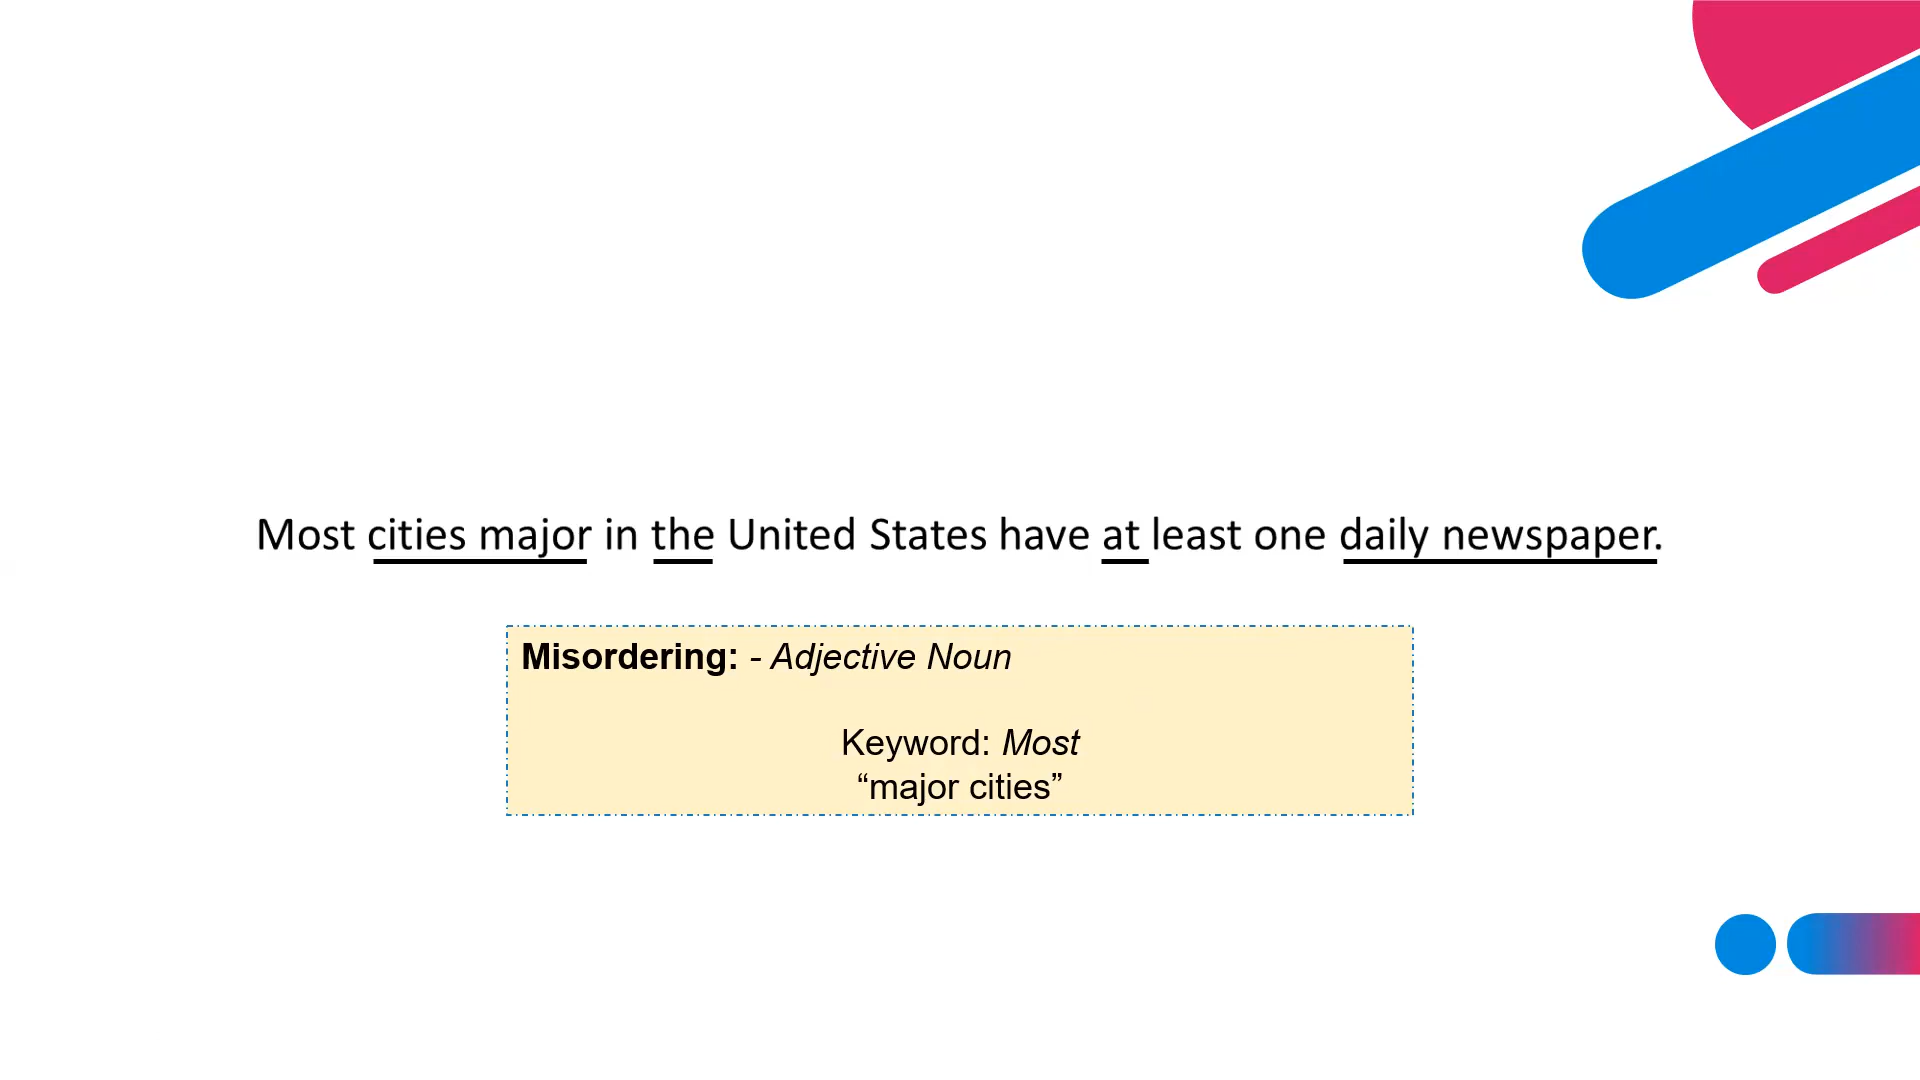 Most cities major in the United States have at least one daily newspaper.
Misordering: - Adjective Noun
Keyword: Most
“major cities”